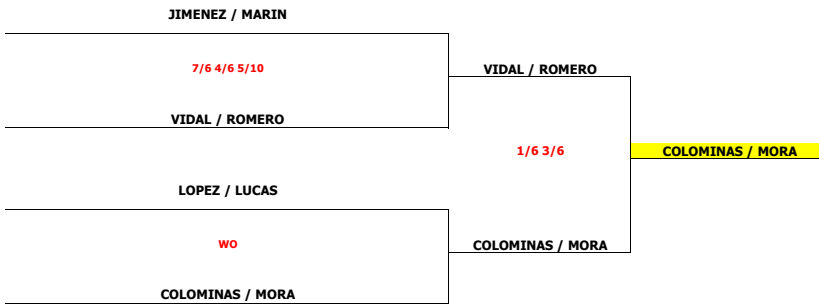 JIMENEZ / MARIN
7/6 4/6 5/10
VIDAL / ROMERO
VIDAL / ROMERO
1/6 3/6
COLOMINAS / MORA
LOPEZ / LUCAS
WO
COLOMINAS / MORA
COLOMINAS / MORA